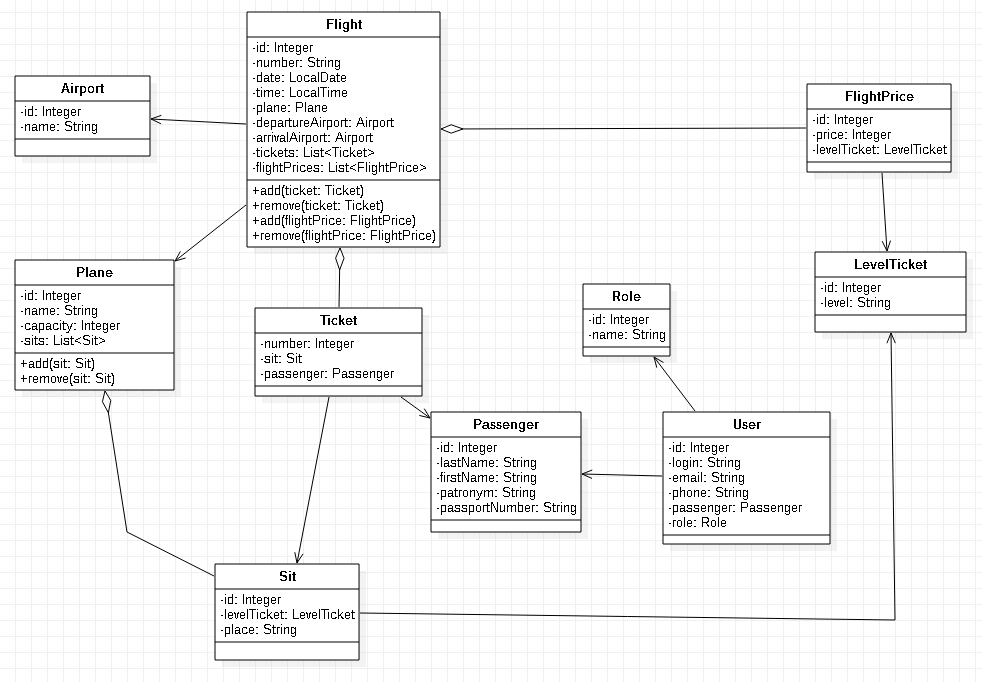 Flight
-id: Integer
-number: String
-date: LocalDate
-time: LocalTime
-plane: Plane
-departureAirport: Airport
-arrivalAirport: Airport
-tickets: List<Ticket>
-flightPrices: List<FlightPrice>
+add(ticket: Ticket)
+remove(ticket: Ticket)
+add(flightPrice: FlightPrice)
+remove(flightPrice: FlightPrice)
Airport
-id: Integer
-name: String
FlightPrice
-id: Integer
-price: Integer
-levelTicket: LevelTicket
Plane
-id: Integer
-name: String
-capacity: Integer
-sits: List<Sit>
+add(sit: Sit)
+remove(sit: Sit)
LevelTicket
-id: Integer
-level: String
Role
-id: Integer
-name: String
Ticket
-number: Integer
-sit: Sit
-passenger: Passenger
Passenger
-id: Integer
-lastName: String
-firstName: String
-patronym: String
-passportNumber: String
User
-id: Integer
-login: String
-email: String
-phone: String
-passenger: Passenger
-role: Role
Sit
-id: Integer
-levelTicket: LevelTicket
-place: String